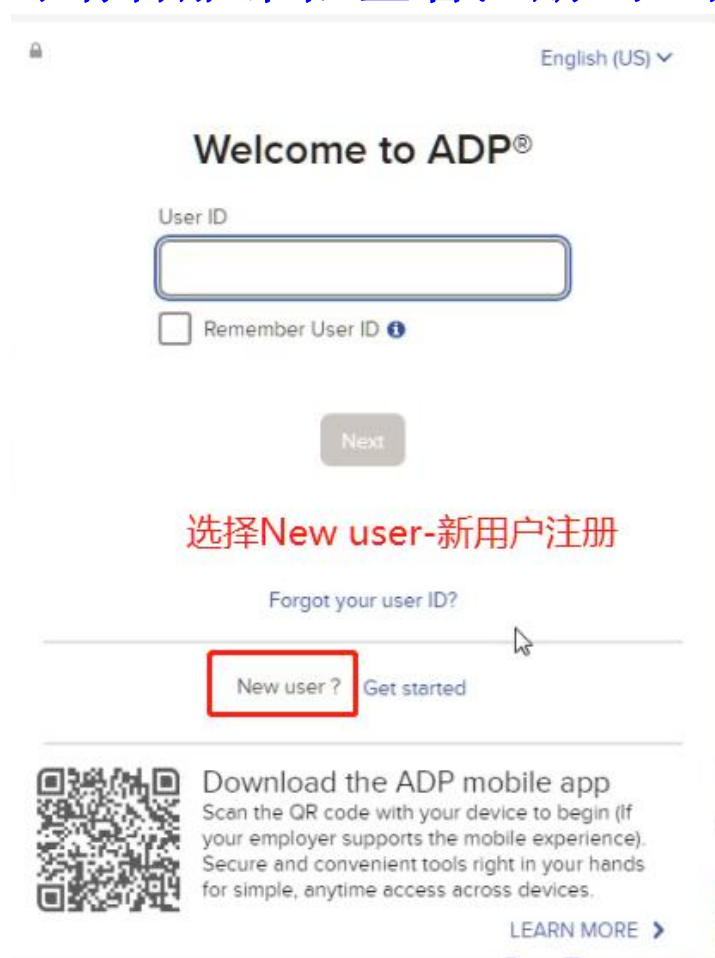 English (US)
Welcome to ADP®
User ID
Remember User ID
Next
选择New user-新用户注册
Forgot your user ID?
New user ? Get started
Download the ADP mobile app
Scan the QR code with your device to begin (If
your employer supports the mobile experience).
Secure and convenient tools right in your hands
for simple, anytime access across devices.
LEARN MORE